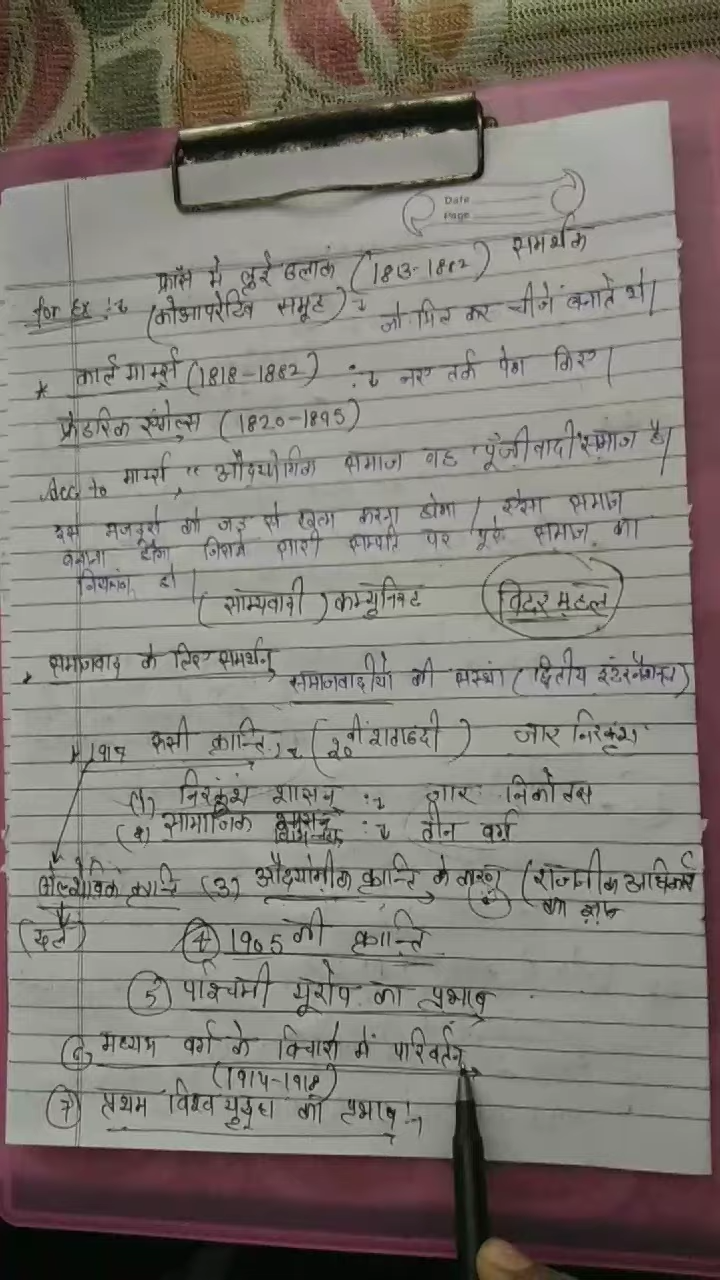 Date
Page
फ्राँस मे लुई ब्लाकं (1813-1882) समर्थक
for Ex :- (कोआपरेटिव समूह) :- जो मिल कर चीजें बनाते थे।
* कार्ल मार्क्स (1818-1882) :- नए तर्क पेश किए।
फ्रेडरिक एंगेल्स (1820-1895)
Acc to मार्क्स, " औद्योगिक समाज वह 'पूँजीवादी' समाज है।
इसे मजदूरो को जड़ से खत्म करना होगा। ऐसा समाज
बनाना होगा जिसमे सारी सम्पति पर पूरे समाज का
नियंत्रण हो।
(साम्यवादी) कम्युनिस्ट
* समाजवाद के लिए समर्थन
समाजवादीयो की संस्था (द्वितीय इंटरनैशनल)
* 1917 रूसी क्रान्ति :- (20वीं शताब्दी) जार निरंकुश
(1) निरंकुंश शासन :- जार निकोलस
(2) सामाजिक :- तीन वर्ग
बोल्शेविक क्रान्ति (3) औद्योगीक क्रान्ति के कारण (राजनीक अधिकारो का
(दल) (4) 1905 की क्रान्ति
(5) पाश्चमी यूरोप का प्रभाव
(6) मध्यम वर्ग के विचारो में परिवर्तन
(1914-1918)
(7) प्रथम विश्व युद्ध का प्रभाव :-